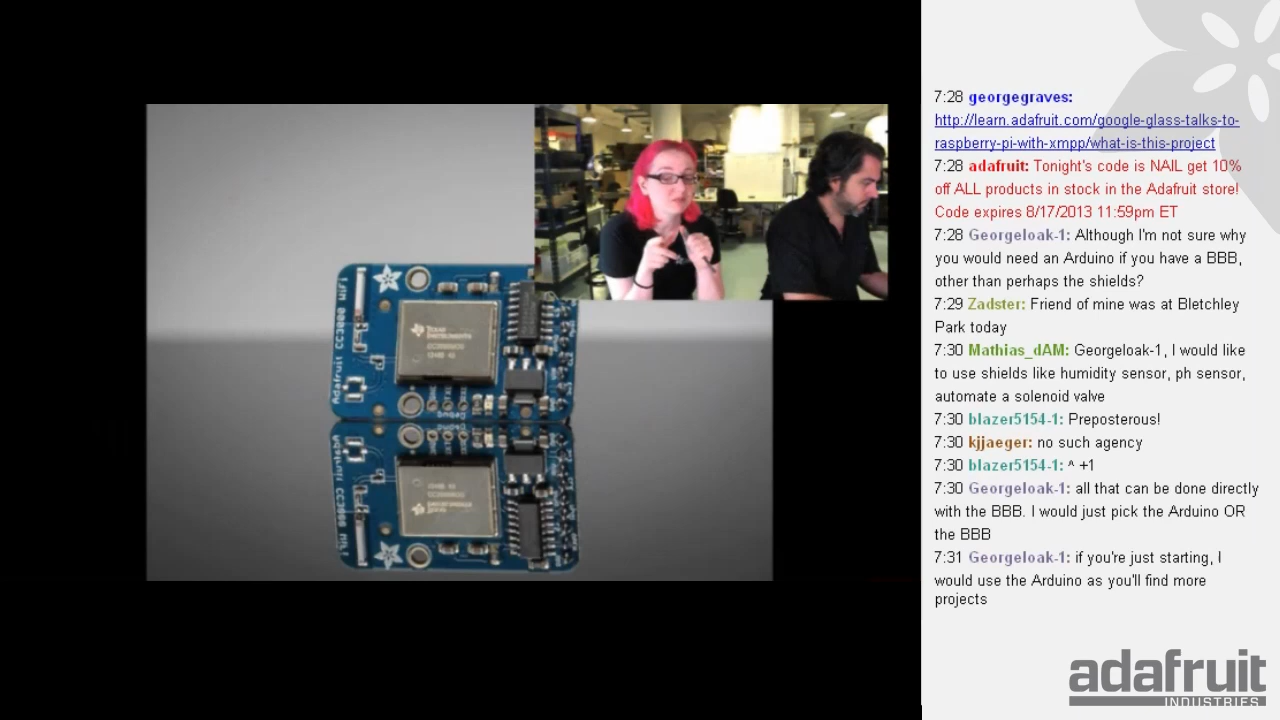 Adafruit CC3000 WiFi
TEXAS
INSTRUMENTS
Debug
7:28 georgegraves:
http://learn.adafruit.com/google-glass-talks-to-
raspberry-pi-with-xmpp/what-is-this-project
7:28 adafruit: Tonight's code is NAIL get 10%
off ALL products in stock in the Adafruit store!
Code expires 8/17/2013 11:59pm ET
7:28 Georgeloak-1: Although I'm not sure why
you would need an Arduino if you have a BBB,
other than perhaps the shields?
7:29 Zadster: Friend of mine was at Bletchley
Park today
7:30 Mathias_dAM: Georgeloak-1, I would like
to use shields like humidity sensor, ph sensor,
automate a solenoid valve
7:30 blazer5154-1: Preposterous!
7:30 kjjaeger: no such agency
7:30 blazer5154-1: ^ +1
7:30 Georgeloak-1: all that can be done directly
with the BBB. I would just pick the Arduino OR
the BBB
7:31 Georgeloak-1: if you're just starting, I
would use the Arduino as you'll find more
projects
adafruit
INDUSTRIES